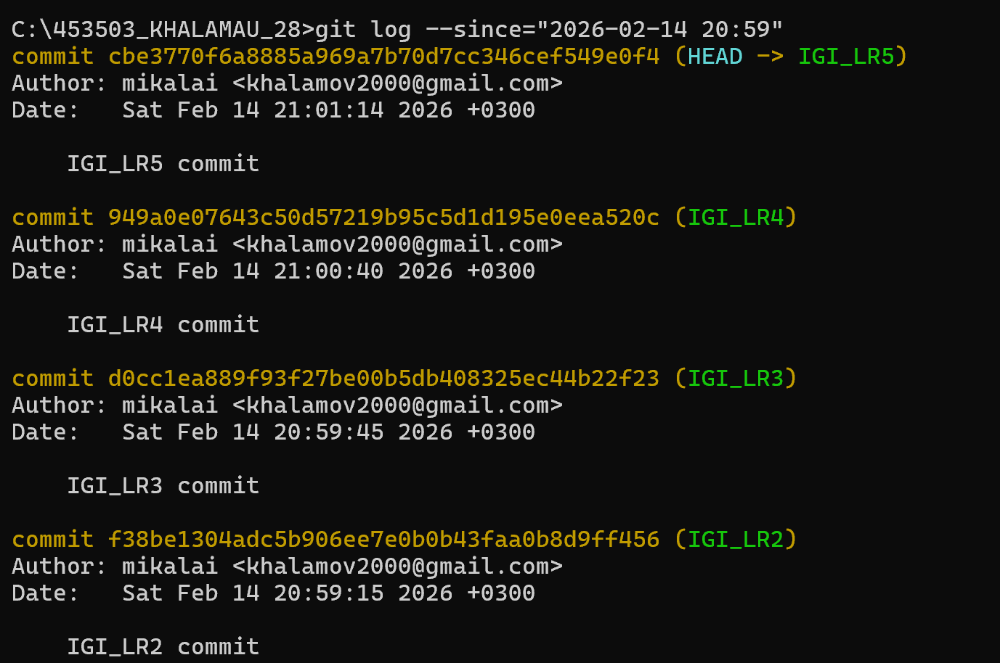 C:\453503_KHALAMAU_28>git log --since="2026-02-14 20:59"
commit cbe3770f6a8885a969a7b70d7cc346cef549e0f4 (HEAD -> IGI_LR5)
Author: mikalai <khalamov2000@gmail.com>
Date:   Sat Feb 14 21:01:14 2026 +0300
    IGI_LR5 commit
commit 949a0e07643c50d57219b95c5d1d195e0eea520c (IGI_LR4)
Author: mikalai <khalamov2000@gmail.com>
Date:   Sat Feb 14 21:00:40 2026 +0300
    IGI_LR4 commit
commit d0cc1ea889f93f27be00b5db408325ec44b22f23 (IGI_LR3)
Author: mikalai <khalamov2000@gmail.com>
Date:   Sat Feb 14 20:59:45 2026 +0300
    IGI_LR3 commit
commit f38be1304adc5b906ee7e0b0b43faa0b8d9ff456 (IGI_LR2)
Author: mikalai <khalamov2000@gmail.com>
Date:   Sat Feb 14 20:59:15 2026 +0300
    IGI_LR2 commit